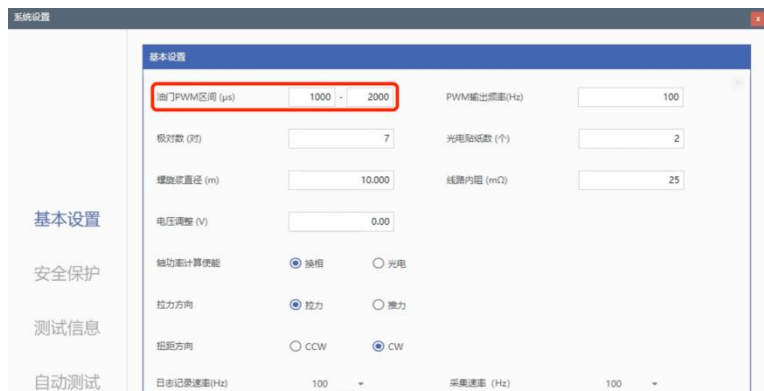 系统设置
基本设置
油门PWM区间 (μs) 1000 - 2000 PWM输出频率(Hz) 100
极对数 (对) 7 光电贴纸数 (个) 2
螺旋桨直径 (m) 10.000 线路内阻 (mΩ) 25
基本设置 电压调整 (V) 0.00
轴功率计算使能 换相 光电
安全保护
拉力方向 拉力 推力
测试信息
扭距方向 CCW CW
自动测试 日志记录速率(Hz) 100 采集速率 (Hz) 100